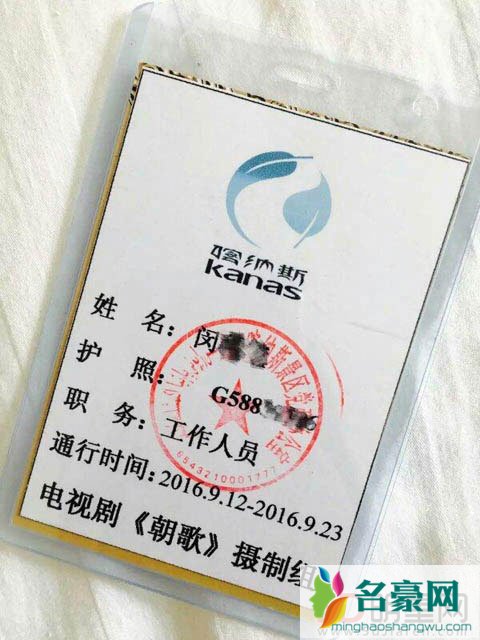 喀纳斯
kanas
姓 名：闵
护 照：G588
职 务：工作人员
通行时间：2016.9.12-2016.9.23
电视剧《朝歌》摄制组
6543210001777
名豪网
minghaoshangwu.com